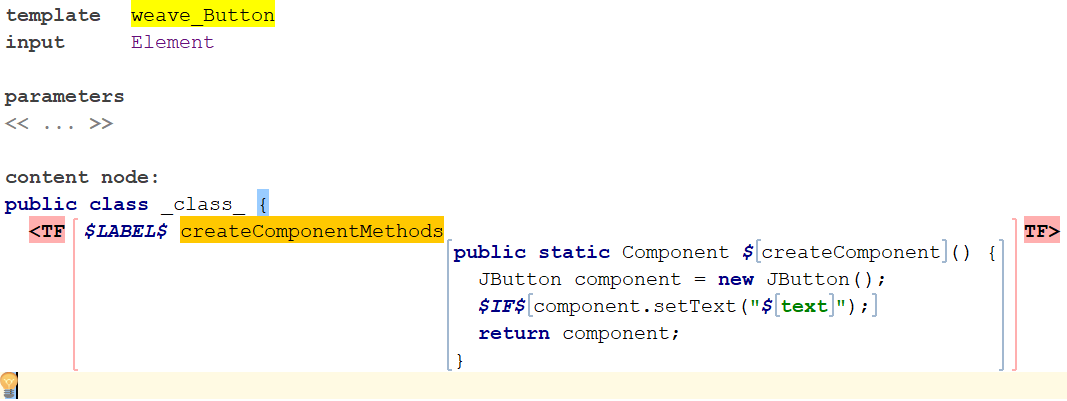 template weave_Button
input Element
parameters
<< ... >>
content node:
public class _class_ {
<TF [ $LABEL$ createComponentMethods TF>
[public static Component $[createComponent]() {
JButton component = new JButton();
$IF$[component.setText("$[text]");]
return component;
} ]